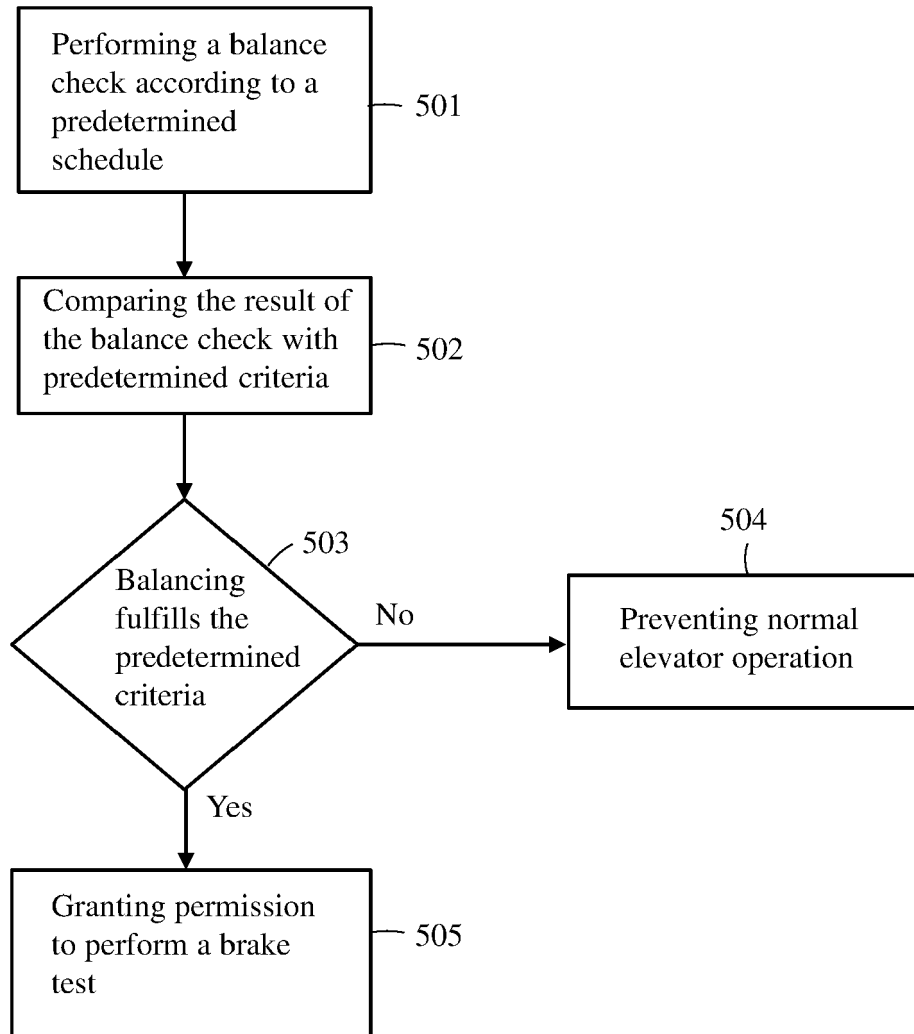 Performing a balance
check according to a
predetermined
schedule
501
Comparing the result of
the balance check with
predetermined criteria
502
503
Balancing
fulfills the
predetermined
criteria
No
504
Preventing normal
elevator operation
Yes
Granting permission
to perform a brake
test
505